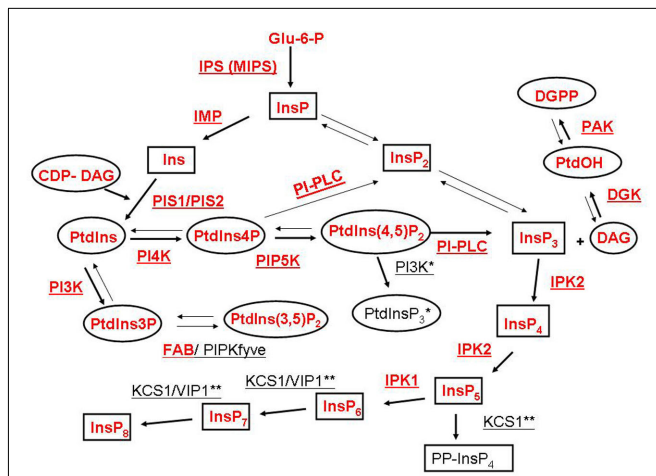 Glu-6-P
IPS (MIPS)
InsP
DGPP
IMP
PAK
Ins
InsP2
PtdOH
CDP- DAG
PI-PLC
PIS1/PIS2
DGK
PtdIns
PtdIns4P
PtdIns(4,5)P2
InsP3
+
DAG
PI4K
PIP5K
PI-PLC
PI3K*
PI3K
IPK2
PtdIns3P
PtdIns(3,5)P2
PtdInsP3*
InsP4
FAB/ PIPKfyve
IPK2
KCS1/VIP1**
KCS1/VIP1**
IPK1
InsP5
InsP8
InsP7
InsP6
KCS1**
PP-InsP4